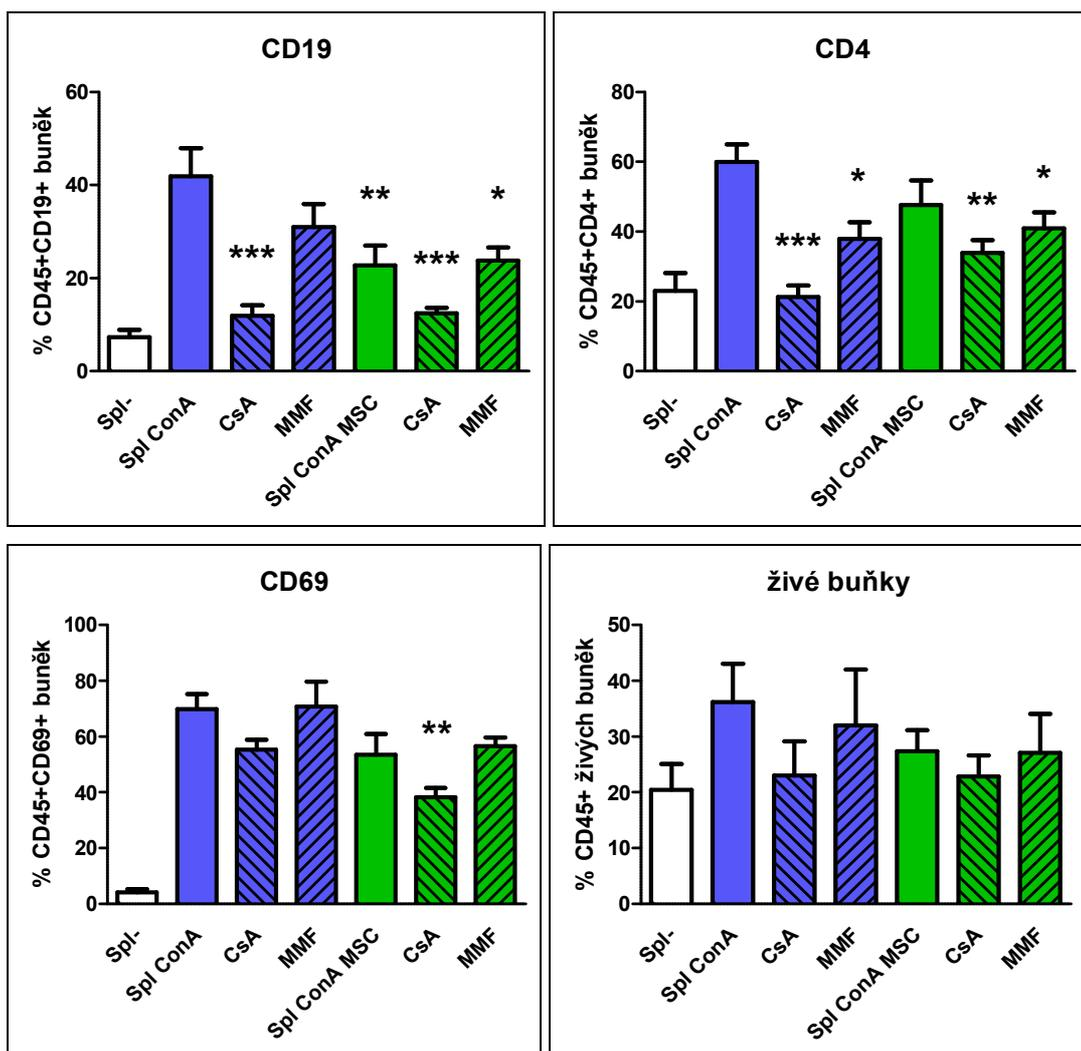 CD19
% CD45+CD19+ buněk
60
40
20
0
***
**
***
*
Spl-
Spl ConA
CsA
MMF
Spl ConA MSC
CsA
MMF
CD4
% CD45+CD4+ buněk
80
60
40
20
0
***
*
**
*
Spl-
Spl ConA
CsA
MMF
Spl ConA MSC
CsA
MMF
CD69
% CD45+CD69+ buněk
100
80
60
40
20
0
**
Spl-
Spl ConA
CsA
MMF
Spl ConA MSC
CsA
MMF
živé buňky
% CD45+ živých buněk
50
40
30
20
10
0
Spl-
Spl ConA
CsA
MMF
Spl ConA MSC
CsA
MMF